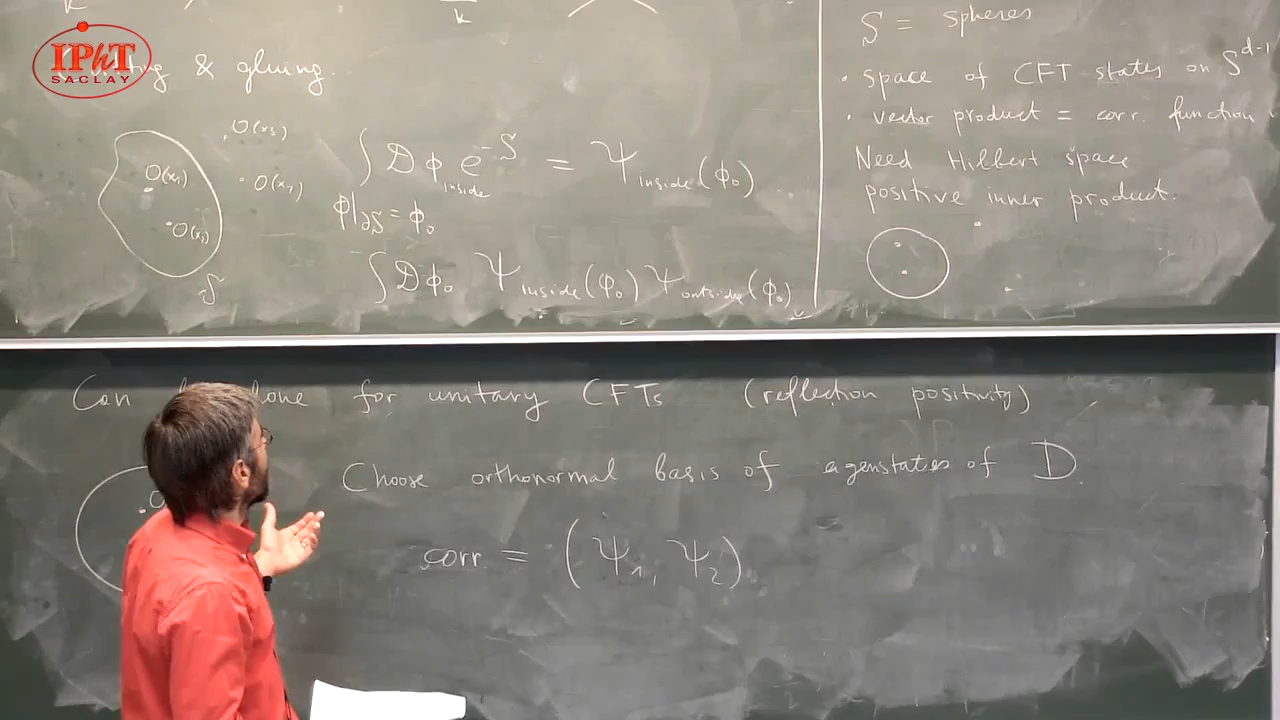 IPhT
SACLAY
& gluing.
O(x₁)
O(x₂)
O(x₃)
O(x₄)
S
∫ Dϕ_inside e^{-S} = Ψ_inside(ϕ₀)
ϕ|∂S = ϕ₀
∫ Dϕ₀ Ψ_inside(ϕ₀) Ψ_outside(ϕ₀)
S = spheres
• space of CFT states on S^{d-1}
• vector product = corr. function
Need Hilbert space
positive inner product.
Can for unitary CFTs (reflection positivity)
Choose orthonormal basis of eigenstates of D.
corr. = (Ψ₁, Ψ₂)